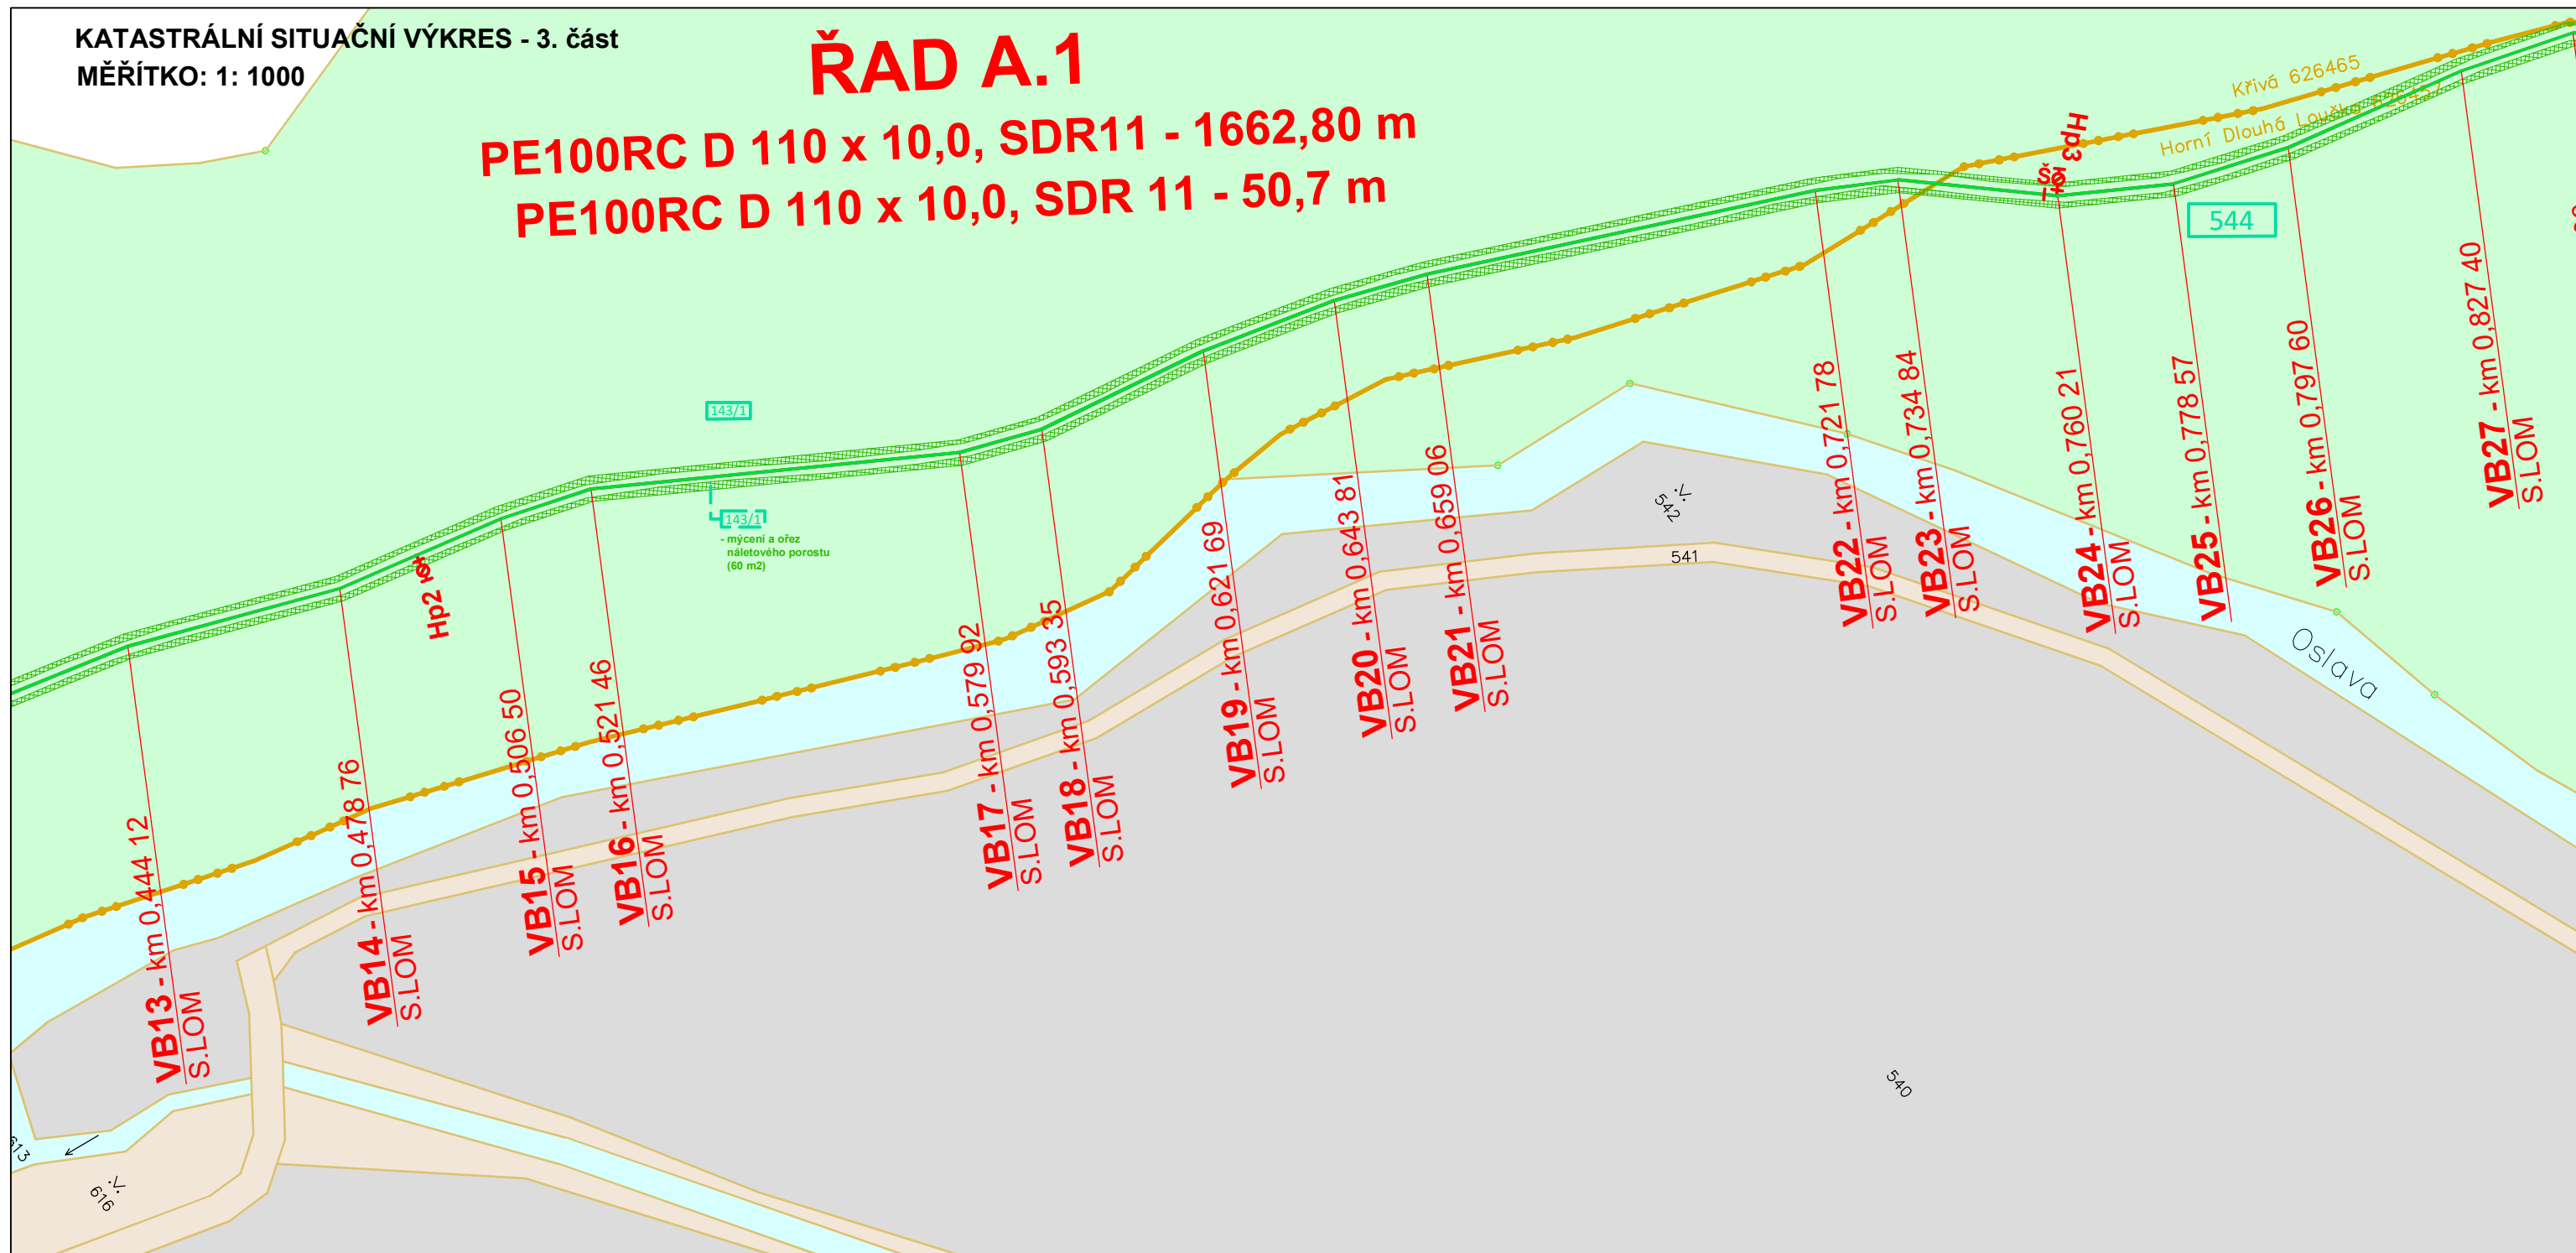 KATASTRÁLNÍ SITUAČNÍ VÝKRES - 3. část
MĚŘÍTKO: 1: 1000
ŘAD A.1
PE100RC D 110 x 10,0, SDR11 - 1662,80 m
PE100RC D 110 x 10,0, SDR 11 - 50,7 m
Křivá 626465
Horní Dlouhá Loučka
Hp3
Š
544
143/1
143/1
- mýcení a ořez
náletového porostu
(60 m2)
Hp2
VB13 - km 0,444 12
S.LOM
VB14 - km 0,478 76
S.LOM
VB15 - km 0,506 50
S.LOM
VB16 - km 0,521 46
S.LOM
VB17 - km 0,579 92
S.LOM
VB18 - km 0,593 35
S.LOM
VB19 - km 0,621 69
S.LOM
VB20 - km 0,643 81
S.LOM
VB21 - km 0,659 06
S.LOM
VB22 - km 0,721 78
S.LOM
VB23 - km 0,734 84
S.LOM
VB24 - km 0,760 21
S.LOM
VB25 - km 0,778 57
S.LOM
VB26 - km 0,797 60
S.LOM
VB27 - km 0,827 40
S.LOM
542
541
Oslava
540
613
616